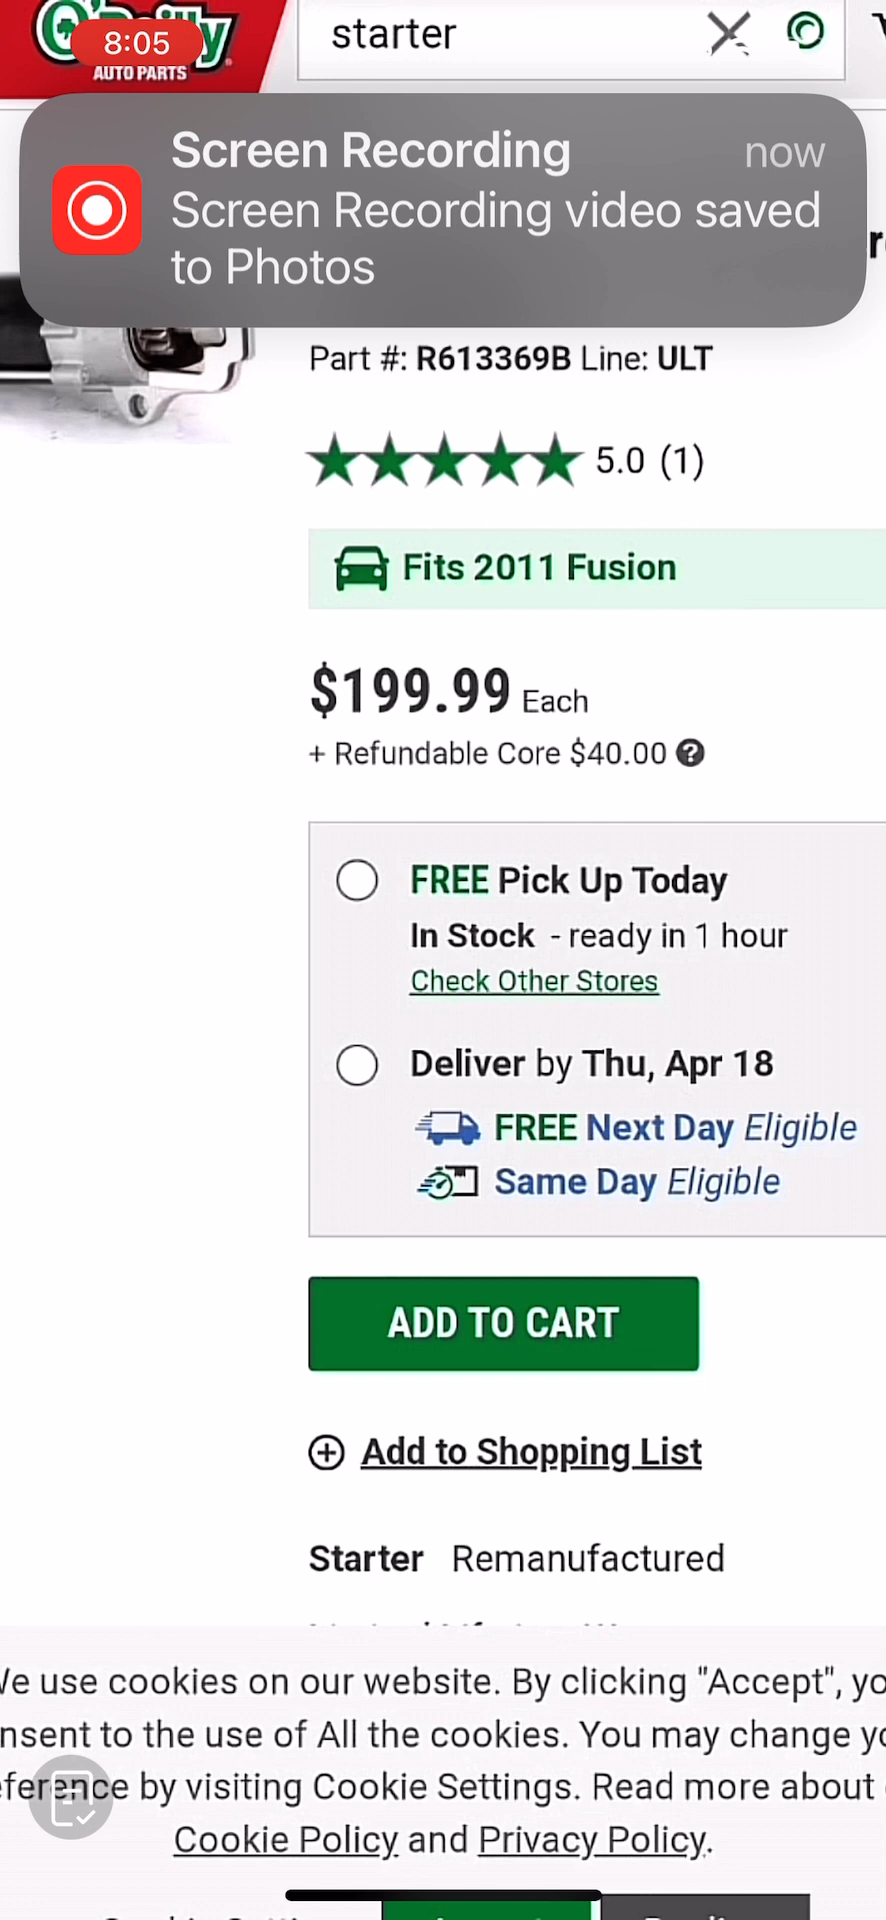 O'Reilly
8:05
AUTO PARTS
starter
Screen Recording now
Screen Recording video saved
to Photos
Part #: R613369B Line: ULT
5.0 (1)
Fits 2011 Fusion
$199.99 Each
+ Refundable Core $40.00 ?
FREE Pick Up Today
In Stock - ready in 1 hour
Check Other Stores
Deliver by Thu, Apr 18
FREE Next Day Eligible
Same Day Eligible
ADD TO CART
Add to Shopping List
Starter Remanufactured
e use cookies on our website. By clicking "Accept", yo
nsent to the use of All the cookies. You may change yo
ference by visiting Cookie Settings. Read more about
Cookie Policy and Privacy Policy.